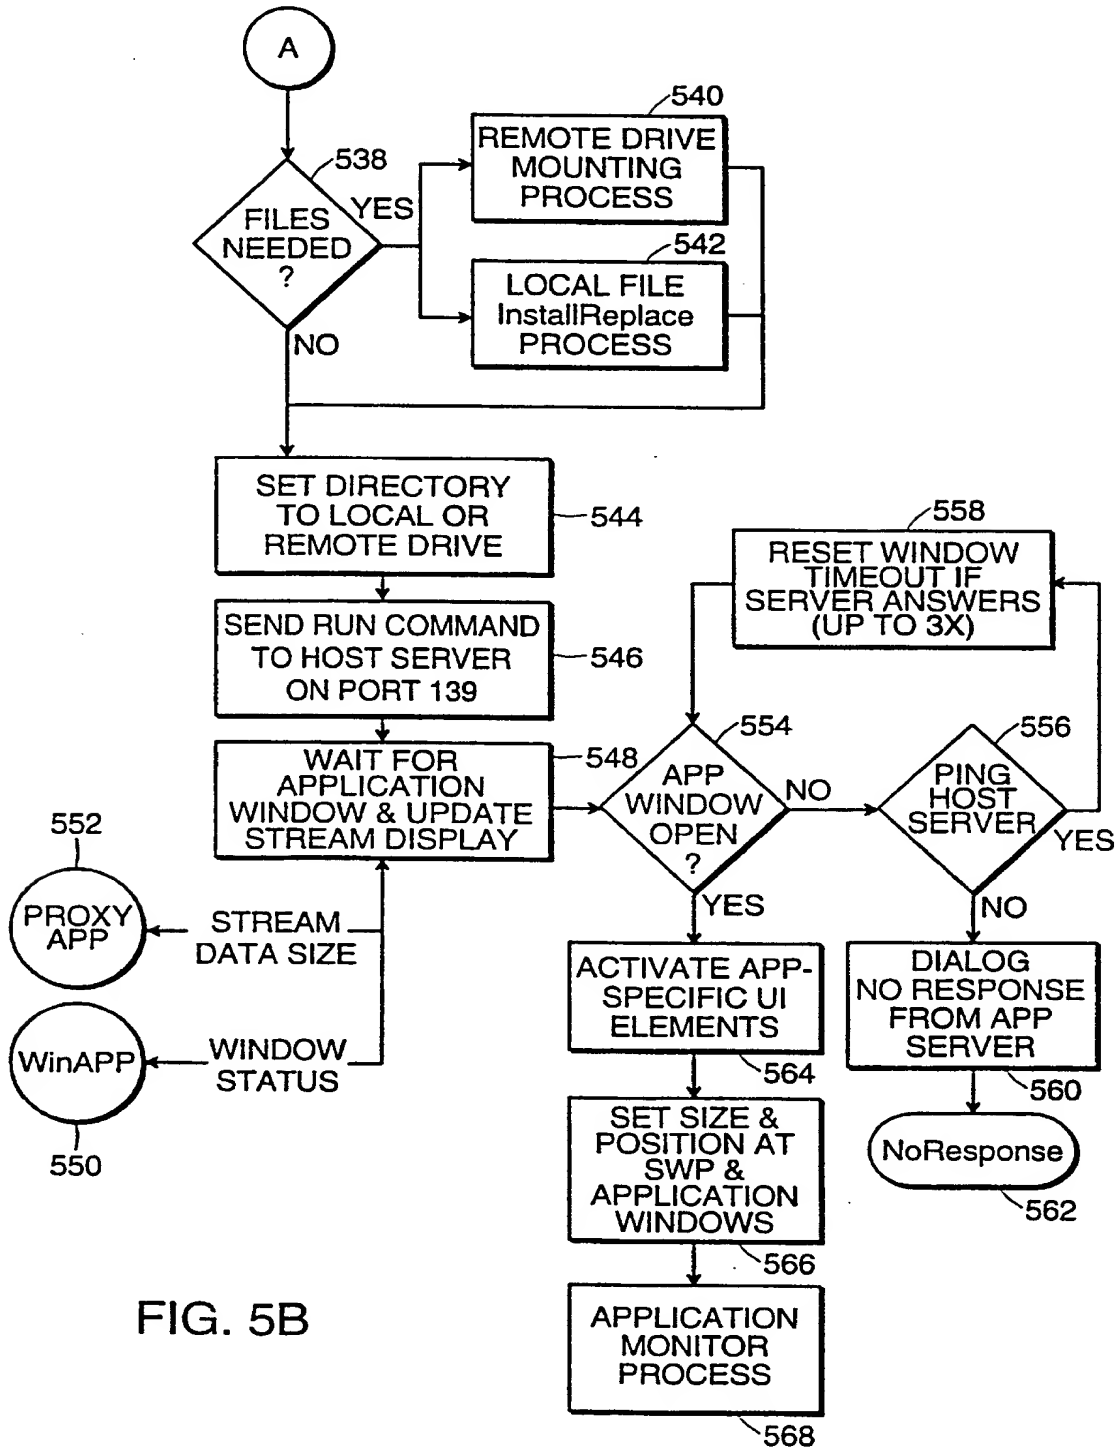 A
538
FILES
NEEDED
?
YES
NO
540
REMOTE DRIVE
MOUNTING
PROCESS
542
LOCAL FILE
InstallReplace
PROCESS
SET DIRECTORY
TO LOCAL OR
REMOTE DRIVE
544
SEND RUN COMMAND
TO HOST SERVER
ON PORT 139
546
WAIT FOR
APPLICATION
WINDOW & UPDATE
STREAM DISPLAY
548
552
PROXY
APP
STREAM
DATA SIZE
WinAPP
WINDOW
STATUS
550
558
RESET WINDOW
TIMEOUT IF
SERVER ANSWERS
(UP TO 3X)
554
APP
WINDOW
OPEN
?
NO
YES
556
PING
HOST
SERVER
YES
NO
ACTIVATE APP-
SPECIFIC UI
ELEMENTS
564
DIALOG
NO RESPONSE
FROM APP
SERVER
560
SET SIZE &
POSITION AT
SWP &
APPLICATION
WINDOWS
566
NoResponse
562
APPLICATION
MONITOR
PROCESS
568
FIG. 5B